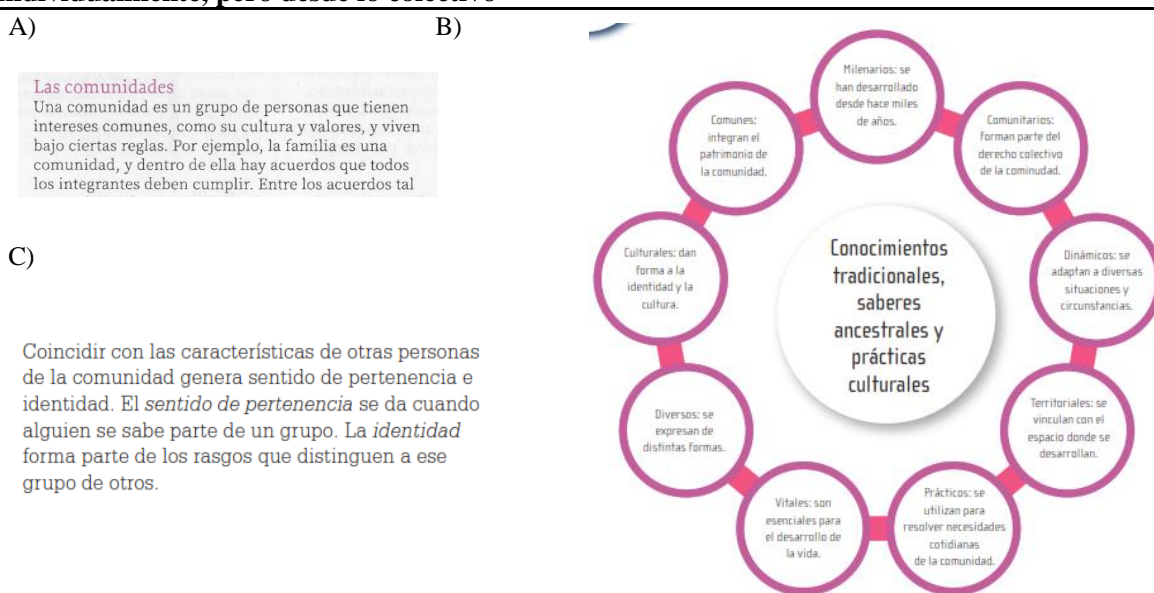 individualmente, pero desde lo colectivo
A)
B)
Las comunidades
Una comunidad es un grupo de personas que tienen
intereses comunes, como su cultura y valores, y viven
bajo ciertas reglas. Por ejemplo, la familia es una
comunidad, y dentro de ella hay acuerdos que todos
los integrantes deben cumplir. Entre los acuerdos tal
C)
Coincidir con las características de otras personas
de la comunidad genera sentido de pertenencia e
identidad. El sentido de pertenencia se da cuando
alguien se sabe parte de un grupo. La identidad
forma parte de los rasgos que distinguen a ese
grupo de otros.
Milenarios: se
han desarrollado
desde hace miles
de años.
Comunitarios:
forman parte del
derecho colectivo
de la cominudad.
Dinámicos: se
adaptan a diversas
situaciones y
circunstancias.
Territoriales: se
vinculan con el
espacio donde se
desarrollan.
Prácticos: se
utilizan para
resolver necesidades
cotidianas
de la comunidad.
Vitales: son
esenciales para
el desarrollo de
la vida.
Diversos: se
expresan de
distintas formas.
Culturales: dan
forma a la
identidad y la
cultura.
Comunes:
integran el
patrimonio de
la comunidad.
Conocimientos
tradicionales,
saberes
ancestrales y
prácticas
culturales